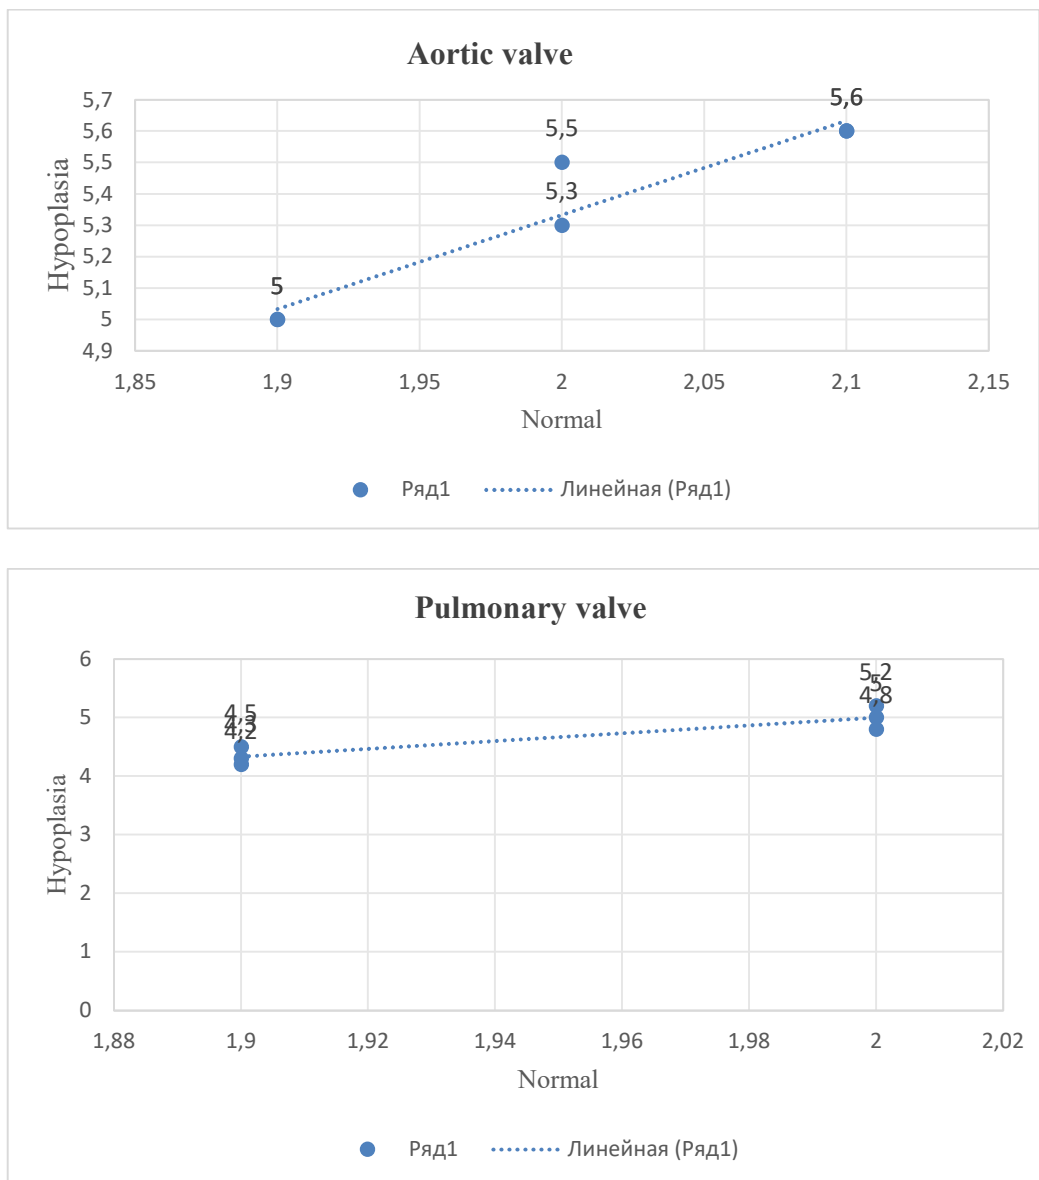 Aortic valve
5,7
5,6
5,5
5,4
5,3
5,2
5,1
5
4,9
Hypoplasia
5
5,5
5,3
5,6
1,85 1,9 1,95 2 2,05 2,1 2,15
Normal
Ряд1 Линейная (Ряд1)
Pulmonary valve
6
5
4
3
2
1
0
Hypoplasia
4,5
4,3
4,2
5,2
5
4,8
1,88 1,9 1,92 1,94 1,96 1,98 2 2,02
Normal
Ряд1 Линейная (Ряд1)